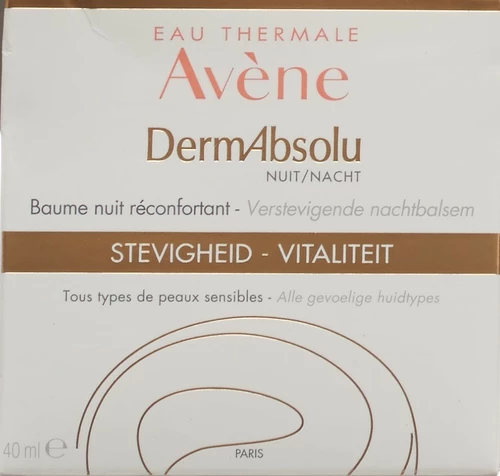 EAU THERMALE
Avène
DermAbsolu
NUIT/NACHT
Baume nuit réconfortant - Verstevigende nachtbalsem
STEVIGHEID - VITALITEIT
Tous types de peaux sensibles - Alle gevoelige huidtypes
40 ml ℮
PARIS